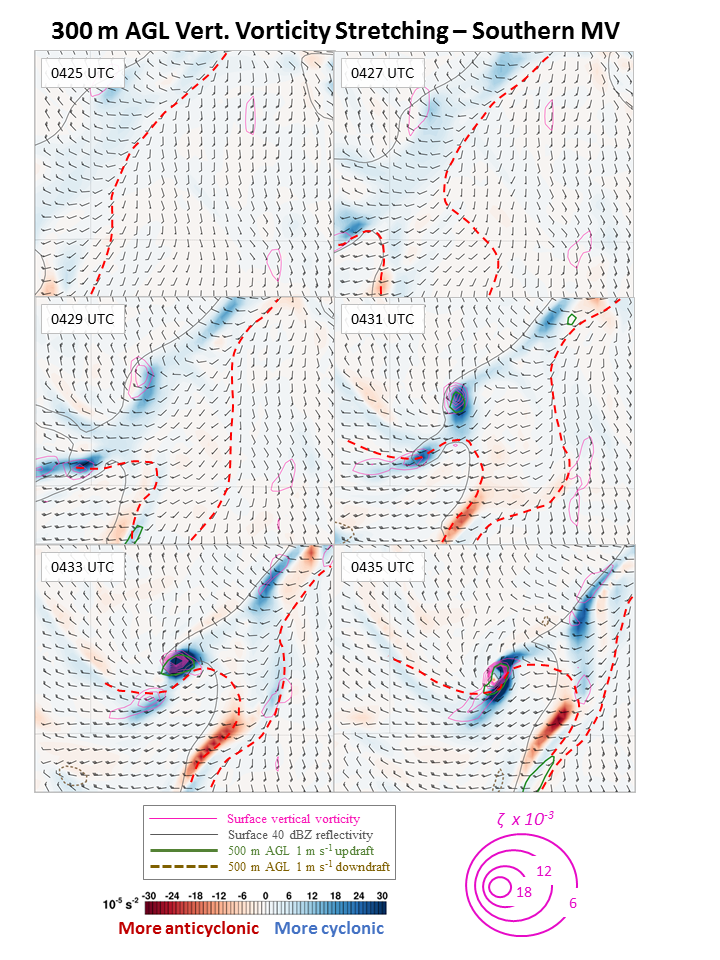 300 m AGL Vert. Vorticity Stretching – Southern MV
0425 UTC
0427 UTC
0429 UTC
0431 UTC
0433 UTC
0435 UTC
Surface vertical vorticity
Surface 40 dBZ reflectivity
500 m AGL 1 m s⁻¹ updraft
500 m AGL 1 m s⁻¹ downdraft
ζ x 10⁻³
12
18
6
10⁻⁵ s⁻²
-30 -24 -18 -12 -6 0 6 12 18 24 30
More anticyclonic More cyclonic